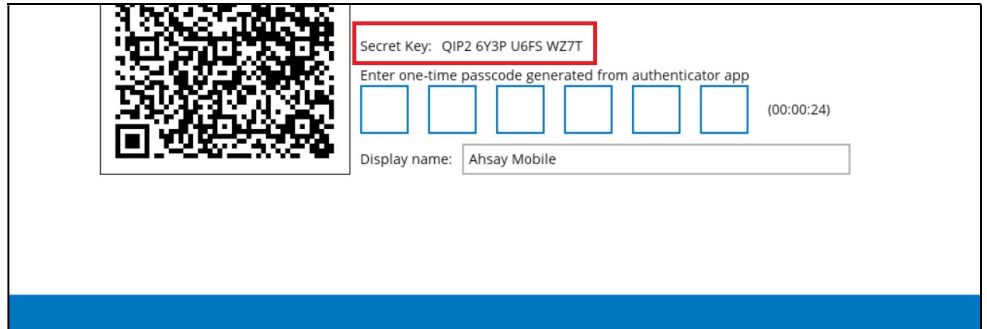 Secret Key: QIP2 6Y3P U6FS WZ7T
Enter one-time passcode generated from authenticator app
(00:00:24)
Display name: Ahsay Mobile